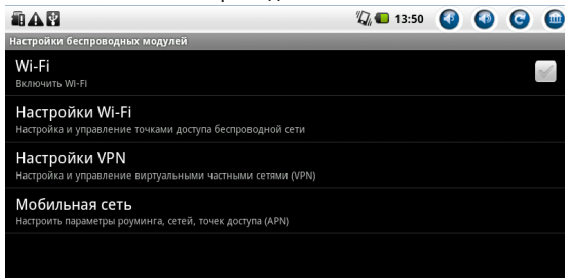 13:50
Настройки беспроводных модулей
Wi-Fi
Включить Wi-Fi
Настройки Wi-Fi
Настройка и управление точками доступа беспроводной сети
Настройки VPN
Настройка и управление виртуальными частными сетями (VPN)
Мобильная сеть
Настроить параметры роуминга, сетей, точек доступа (APN)